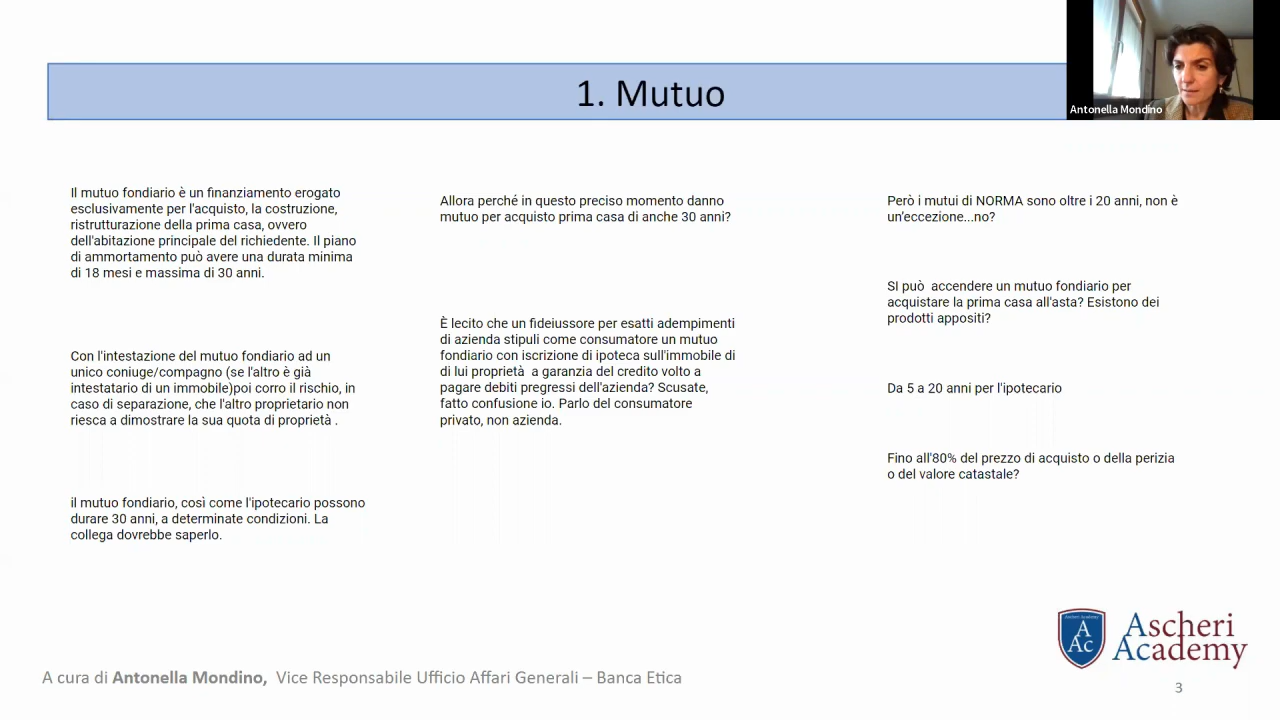 1. Mutuo
Antonella Mondino
Il mutuo fondiario è un finanziamento erogato
esclusivamente per l'acquisto, la costruzione,
ristrutturazione della prima casa, ovvero
dell'abitazione principale del richiedente. Il piano
di ammortamento può avere una durata minima
di 18 mesi e massima di 30 anni.
Con l'intestazione del mutuo fondiario ad un
unico coniuge/compagno (se l'altro è già
intestatario di un immobile)poi corro il rischio, in
caso di separazione, che l'altro proprietario non
riesca a dimostrare la sua quota di proprietà .
il mutuo fondiario, così come l'ipotecario possono
durare 30 anni, a determinate condizioni. La
collega dovrebbe saperlo.
Allora perché in questo preciso momento danno
mutuo per acquisto prima casa di anche 30 anni?
È lecito che un fideiussore per esatti adempimenti
di azienda stipuli come consumatore un mutuo
fondiario con iscrizione di ipoteca sull'immobile di
di lui proprietà  a garanzia del credito volto a
pagare debiti pregressi dell'azienda? Scusate,
fatto confusione io. Parlo del consumatore
privato, non azienda.
Però i mutui di NORMA sono oltre i 20 anni, non è
un'eccezione...no?
SI può  accendere un mutuo fondiario per
acquistare la prima casa all'asta? Esistono dei
prodotti appositi?
Da 5 a 20 anni per l'ipotecario
Fino all'80% del prezzo di acquisto o della perizia
o del valore catastale?
A cura di Antonella Mondino,  Vice Responsabile Ufficio Affari Generali – Banca Etica
A
Ac
Ascheri
Academy
3